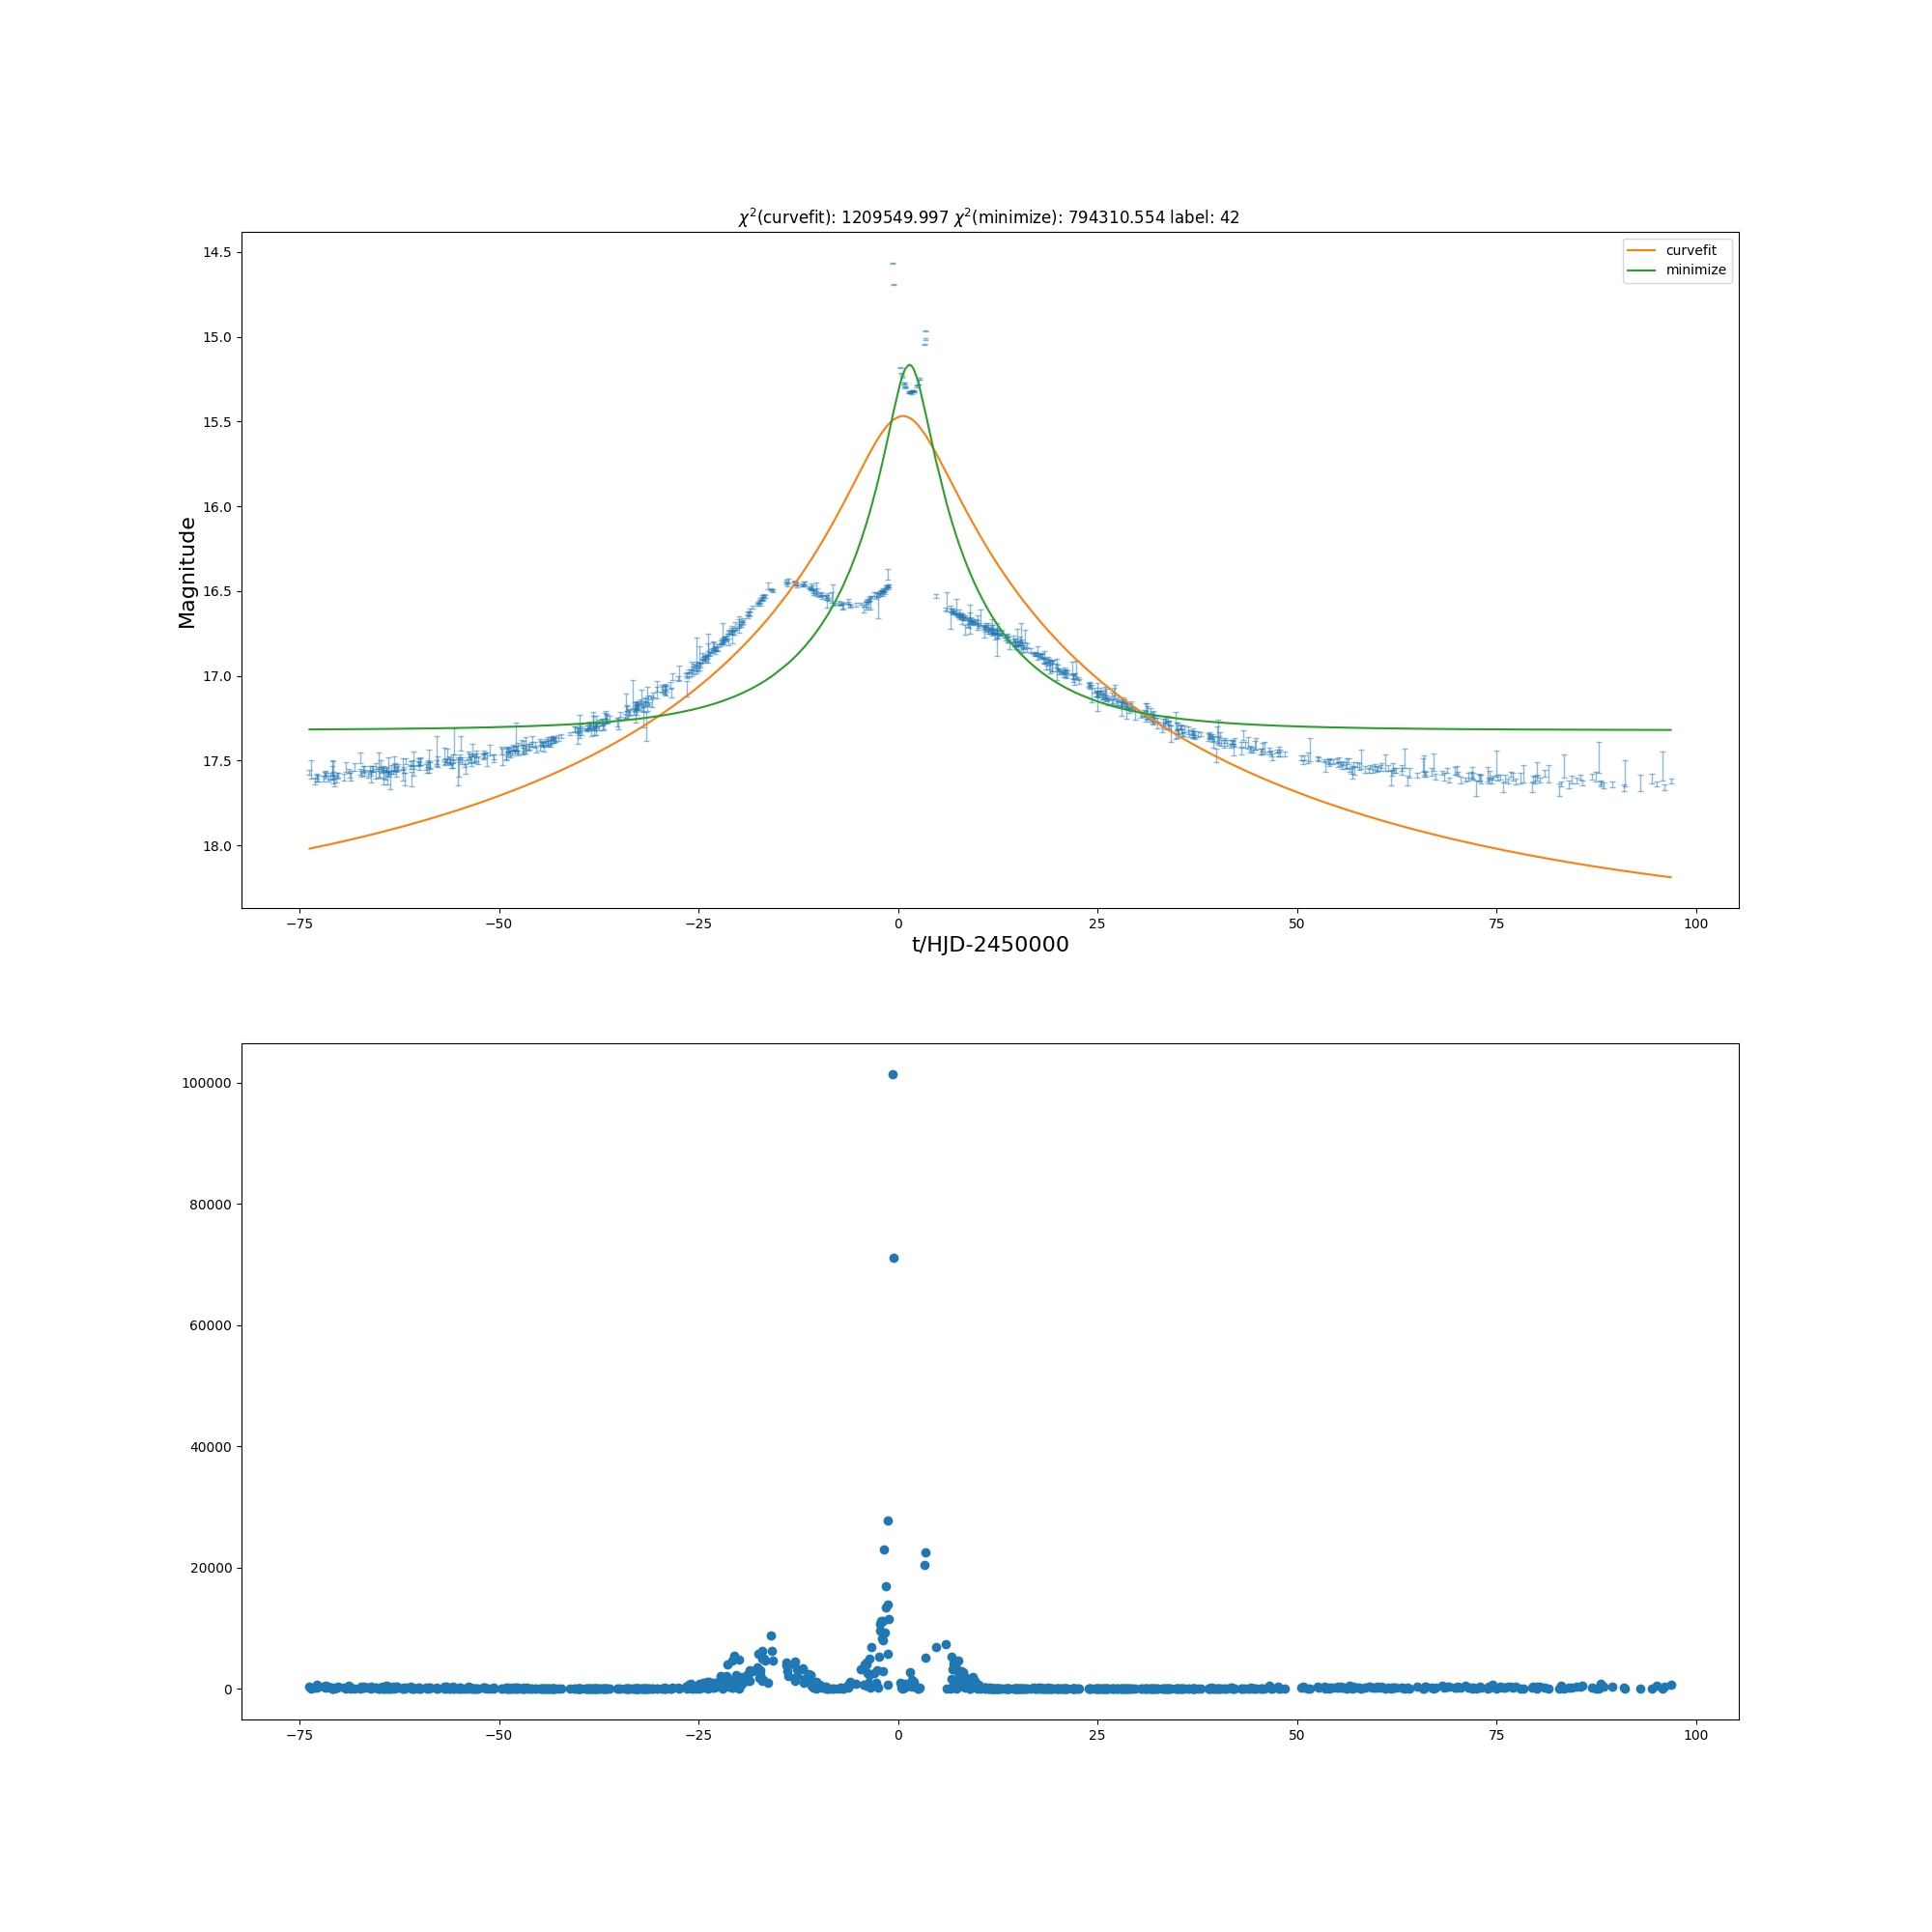 χ²(curvefit): 1209549.997 χ²(minimize): 794310.554 label: 42
curvefit
minimize
14.5
15.0
15.5
16.0
16.5
17.0
17.5
18.0
Magnitude
−75 −50 −25 0 25 50 75 100
t/HJD-2450000
100000
80000
60000
40000
20000
0
−75 −50 −25 0 25 50 75 100